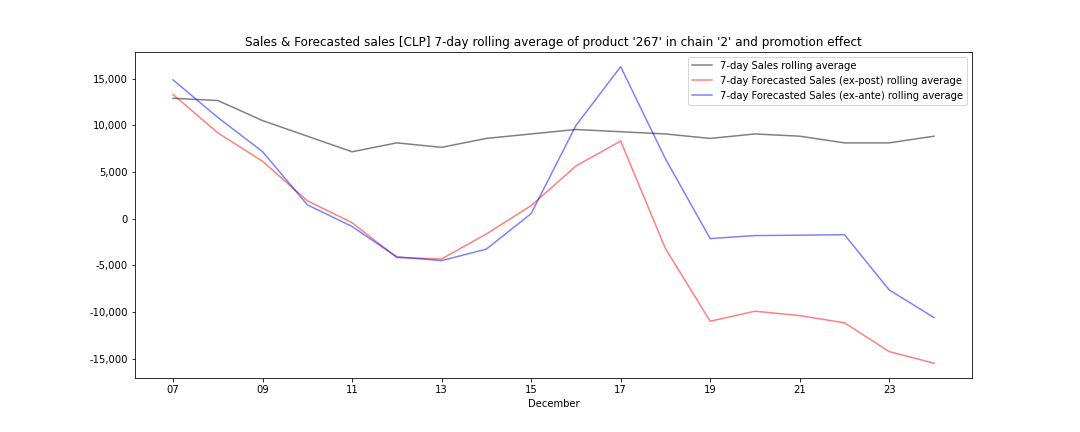 Sales & Forecasted sales [CLP] 7-day rolling average of product '267' in chain '2' and promotion effect
7-day Sales rolling average
7-day Forecasted Sales (ex-post) rolling average
7-day Forecasted Sales (ex-ante) rolling average
15,000
10,000
5,000
0
-5,000
-10,000
-15,000
07 09 11 13 15 17 19 21 23
December